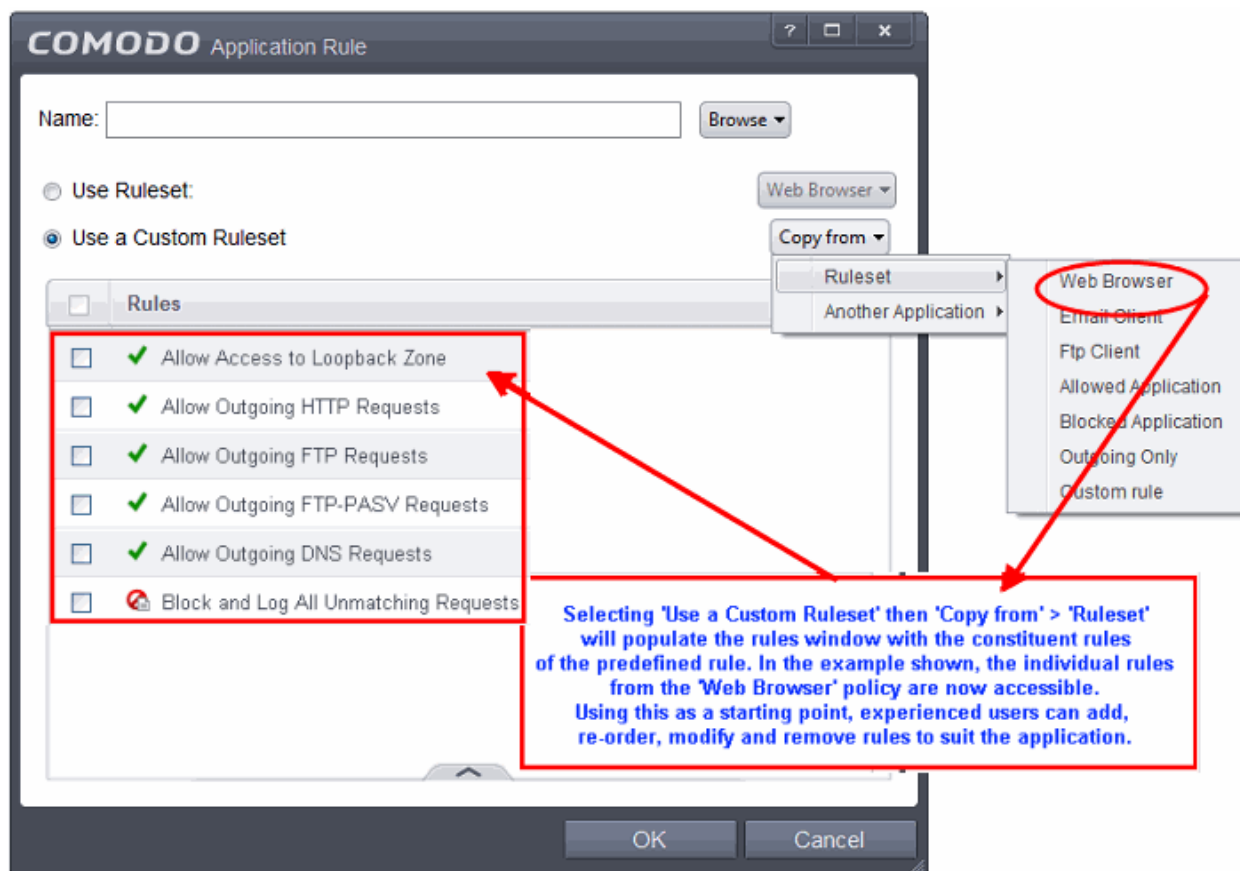 COMODO Application Rule
?
Name:
Browse
Use Ruleset:
Web Browser
Use a Custom Ruleset
Copy from
Ruleset
Another Application
Web Browser
Email Client
Ftp Client
Allowed Application
Blocked Application
Outgoing Only
Custom rule
Rules
Allow Access to Loopback Zone
Allow Outgoing HTTP Requests
Allow Outgoing FTP Requests
Allow Outgoing FTP-PASV Requests
Allow Outgoing DNS Requests
Block and Log All Unmatching Requests
Selecting 'Use a Custom Ruleset' then 'Copy from' > 'Ruleset'
will populate the rules window with the constituent rules
of the predefined rule. In the example shown, the individual rules
from the 'Web Browser' policy are now accessible.
Using this as a starting point, experienced users can add,
re-order, modify and remove rules to suit the application.
OK
Cancel